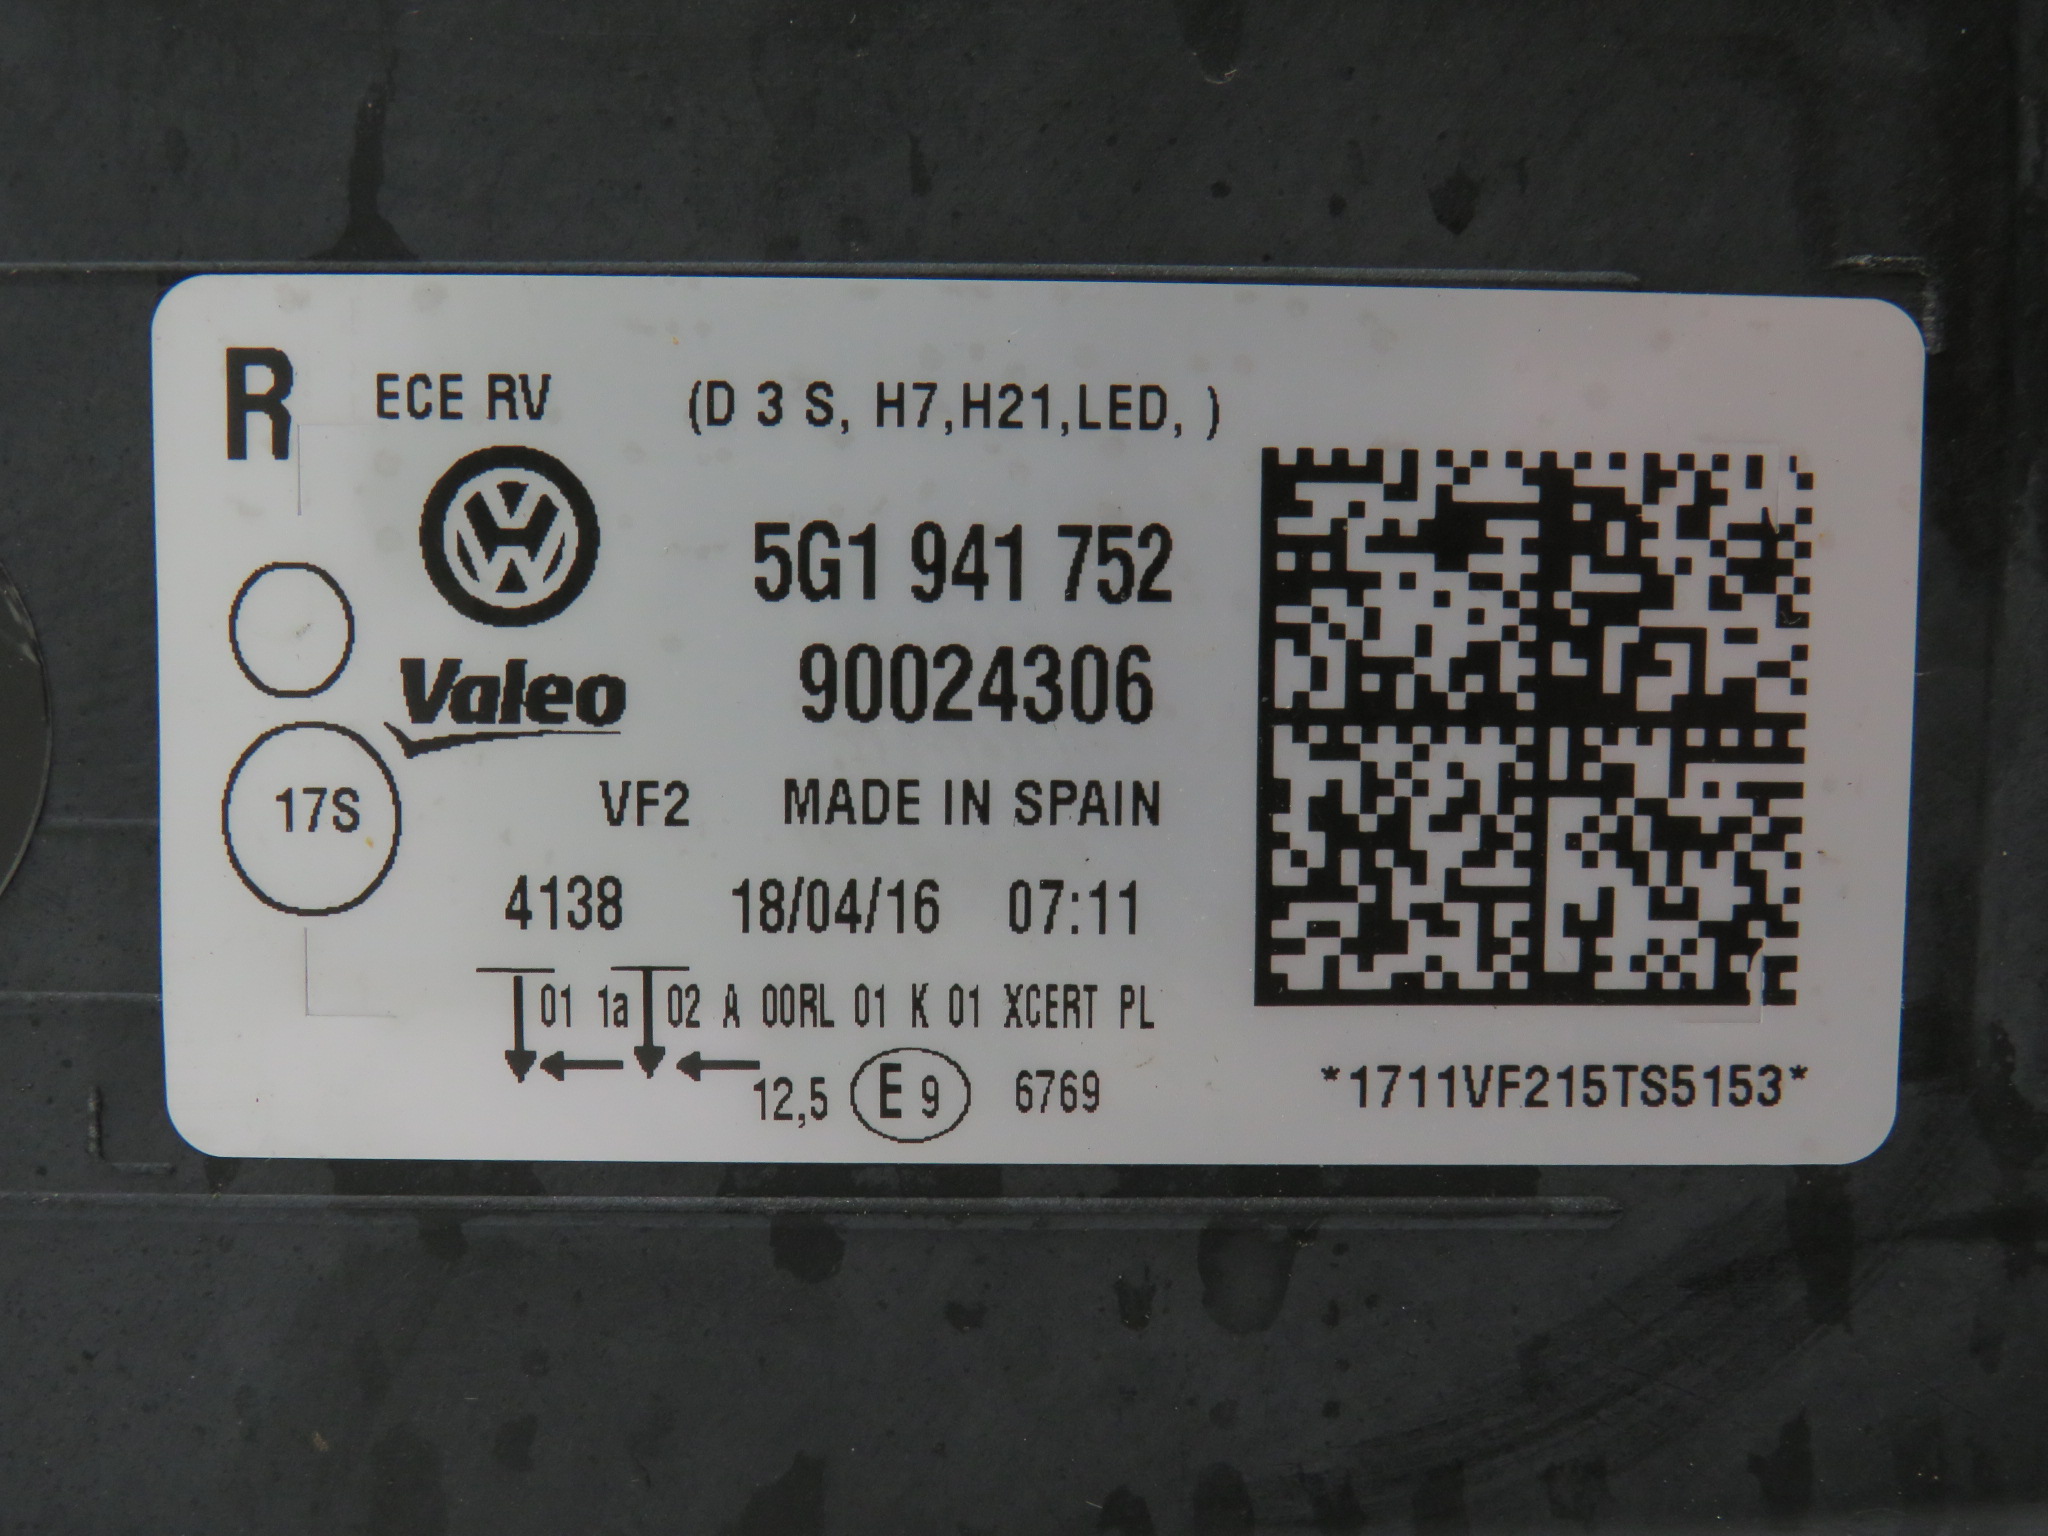 R ECE RV (D 3 S, H7,H21,LED, )
5G1 941 752
Valeo 90024306
17S VF2 MADE IN SPAIN
4138 18/04/16 07:11
01 1a 02 A 00RL 01 K 01 XCERT PL
12,5 E 9 6769
*1711VF215TS5153*